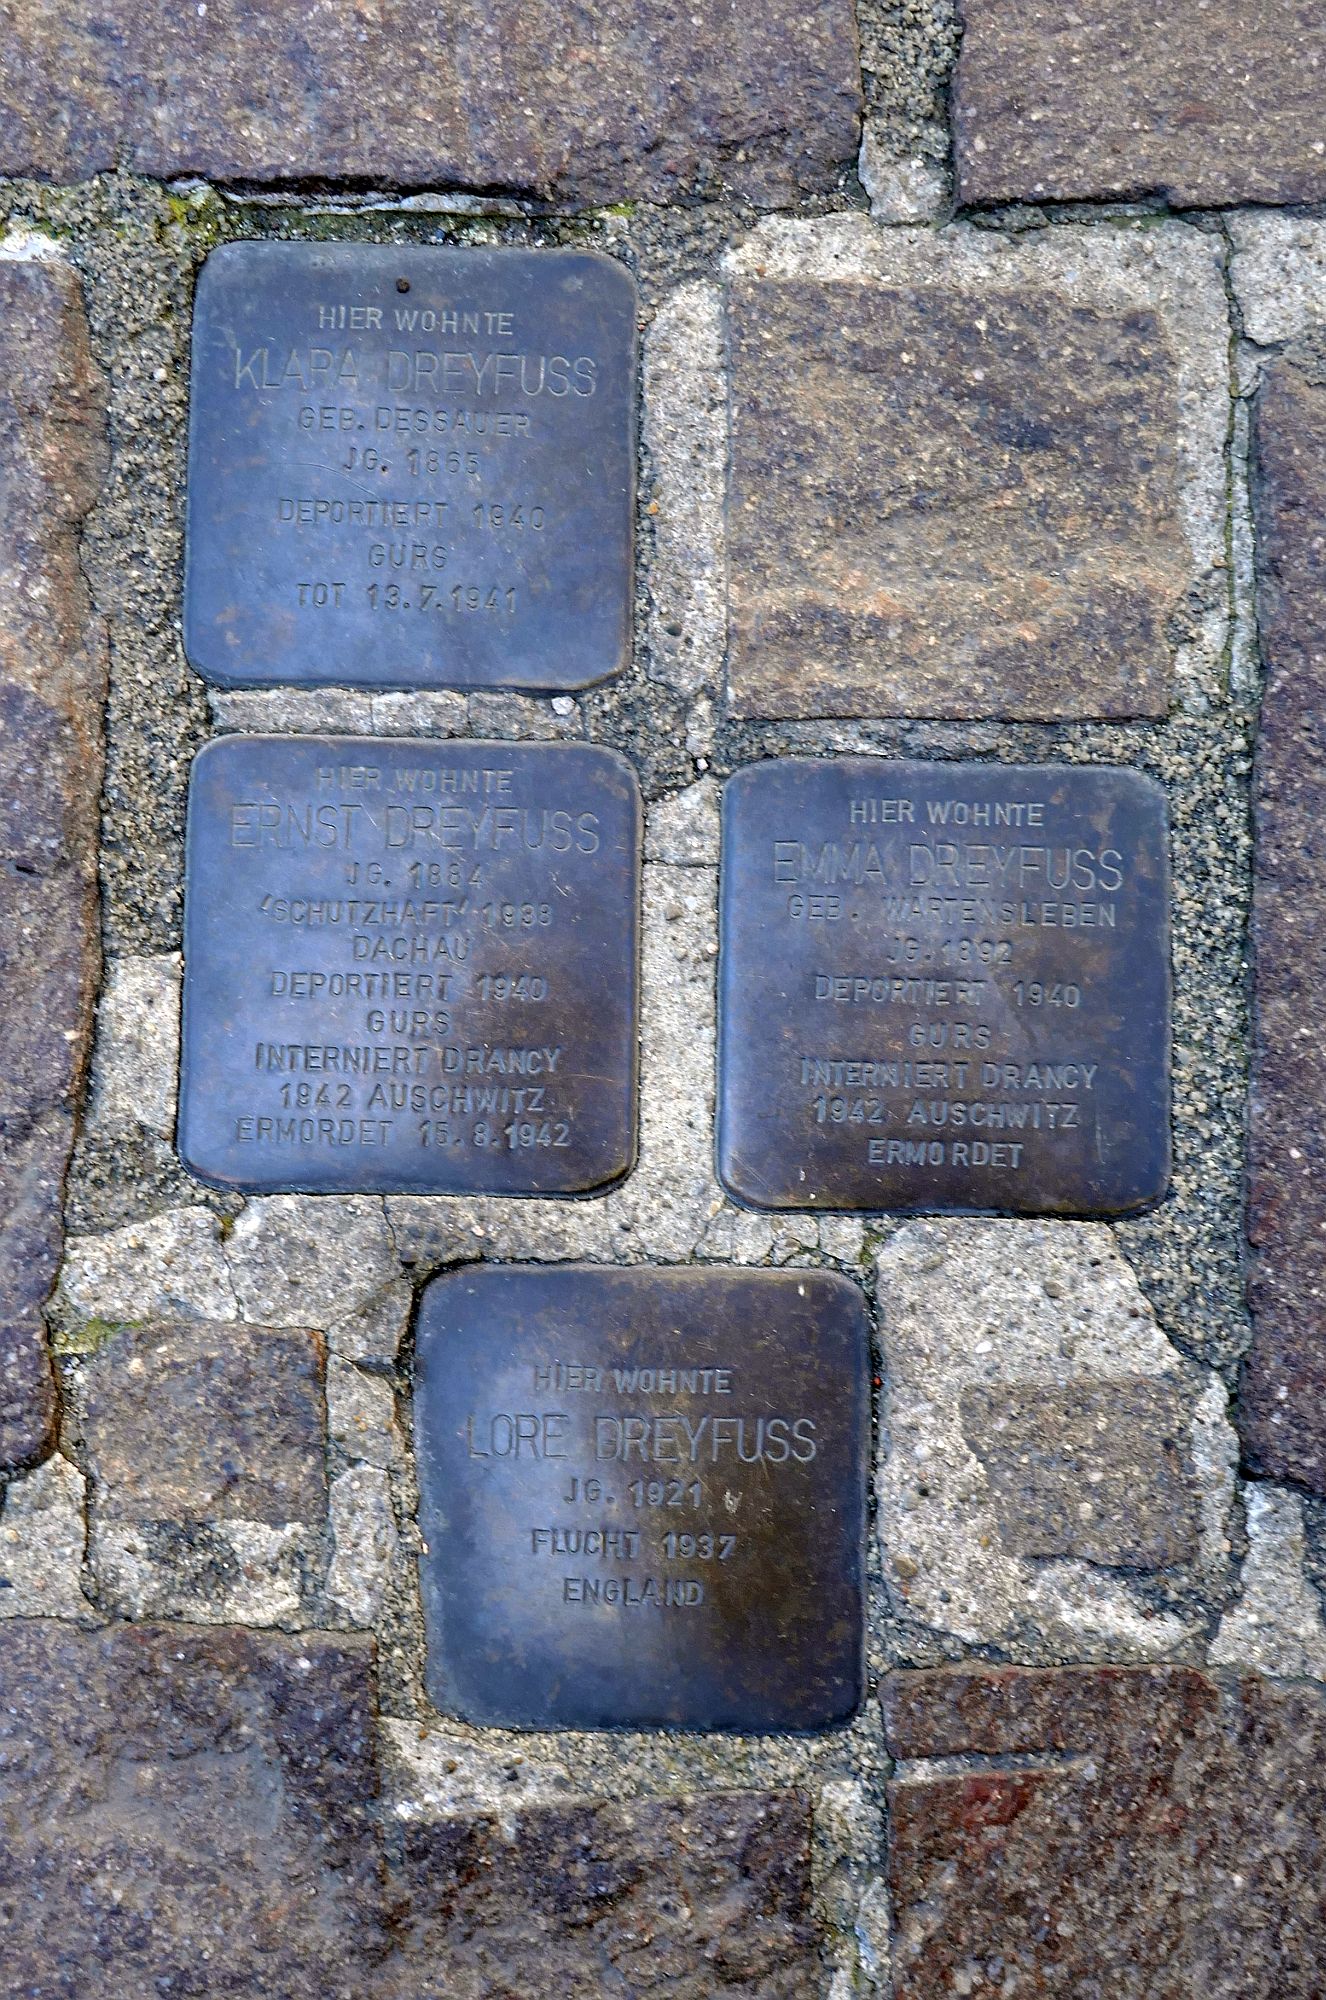 HIER WOHNTE
KLARA DREYFUSS
GEB. DESSAUER
JG. 1865
DEPORTIERT 1940
GURS
TOT 13.7.1941
HIER WOHNTE
ERNST DREYFUSS
JG. 1884
'SCHUTZHAFT' 1938
DACHAU
DEPORTIERT 1940
GURS
INTERNIERT DRANCY
1942 AUSCHWITZ
ERMORDET 15.8.1942
HIER WOHNTE
EMMA DREYFUSS
GEB. WARTENSLEBEN
JG. 1892
DEPORTIERT 1940
GURS
INTERNIERT DRANCY
1942 AUSCHWITZ
ERMORDET
HIER WOHNTE
LORE DREYFUSS
JG. 1921
FLUCHT 1937
ENGLAND